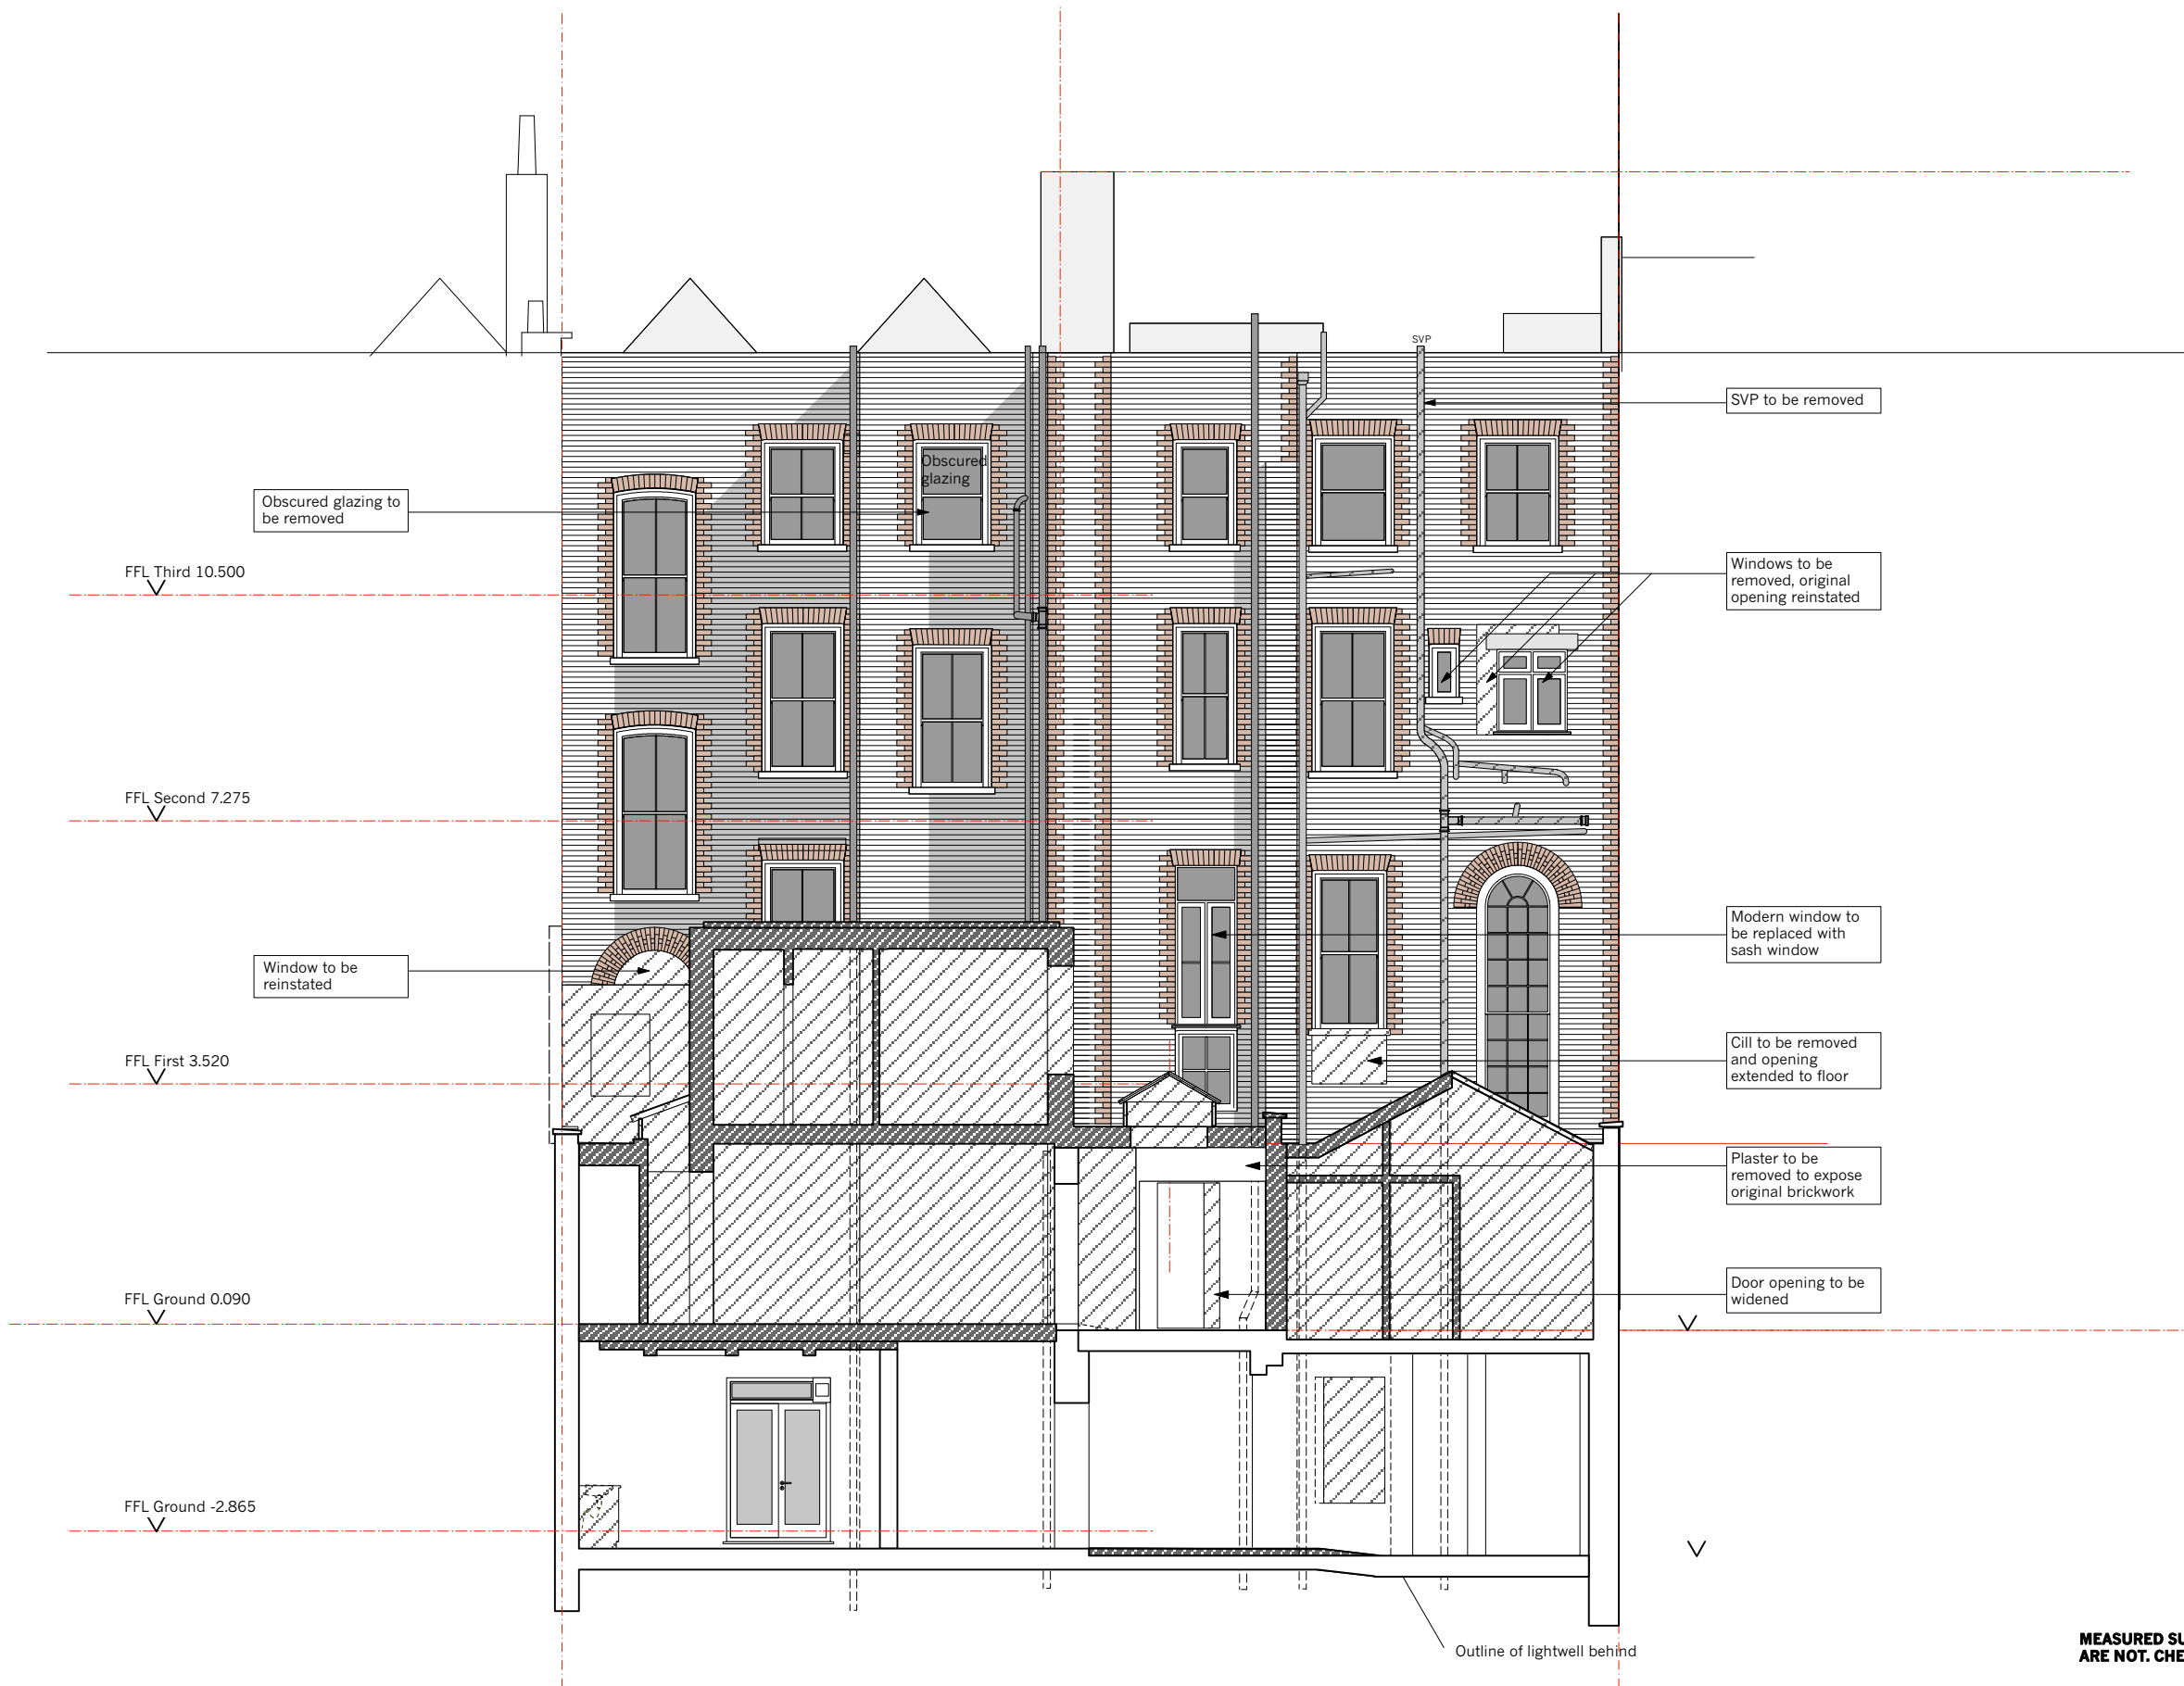 SVP
SVP to be removed
Obscured
glazing
Obscured glazing to
be removed
FFL Third 10.500
Windows to be
removed, original
opening reinstated
FFL Second 7.275
Modern window to
be replaced with
sash window
Window to be
reinstated
FFL First 3.520
Cill to be removed
and opening
extended to floor
Plaster to be
removed to expose
original brickwork
Door opening to be
widened
FFL Ground 0.090
FFL Ground -2.865
Outline of lightwell behind
MEASURED SU
ARE NOT. CHE